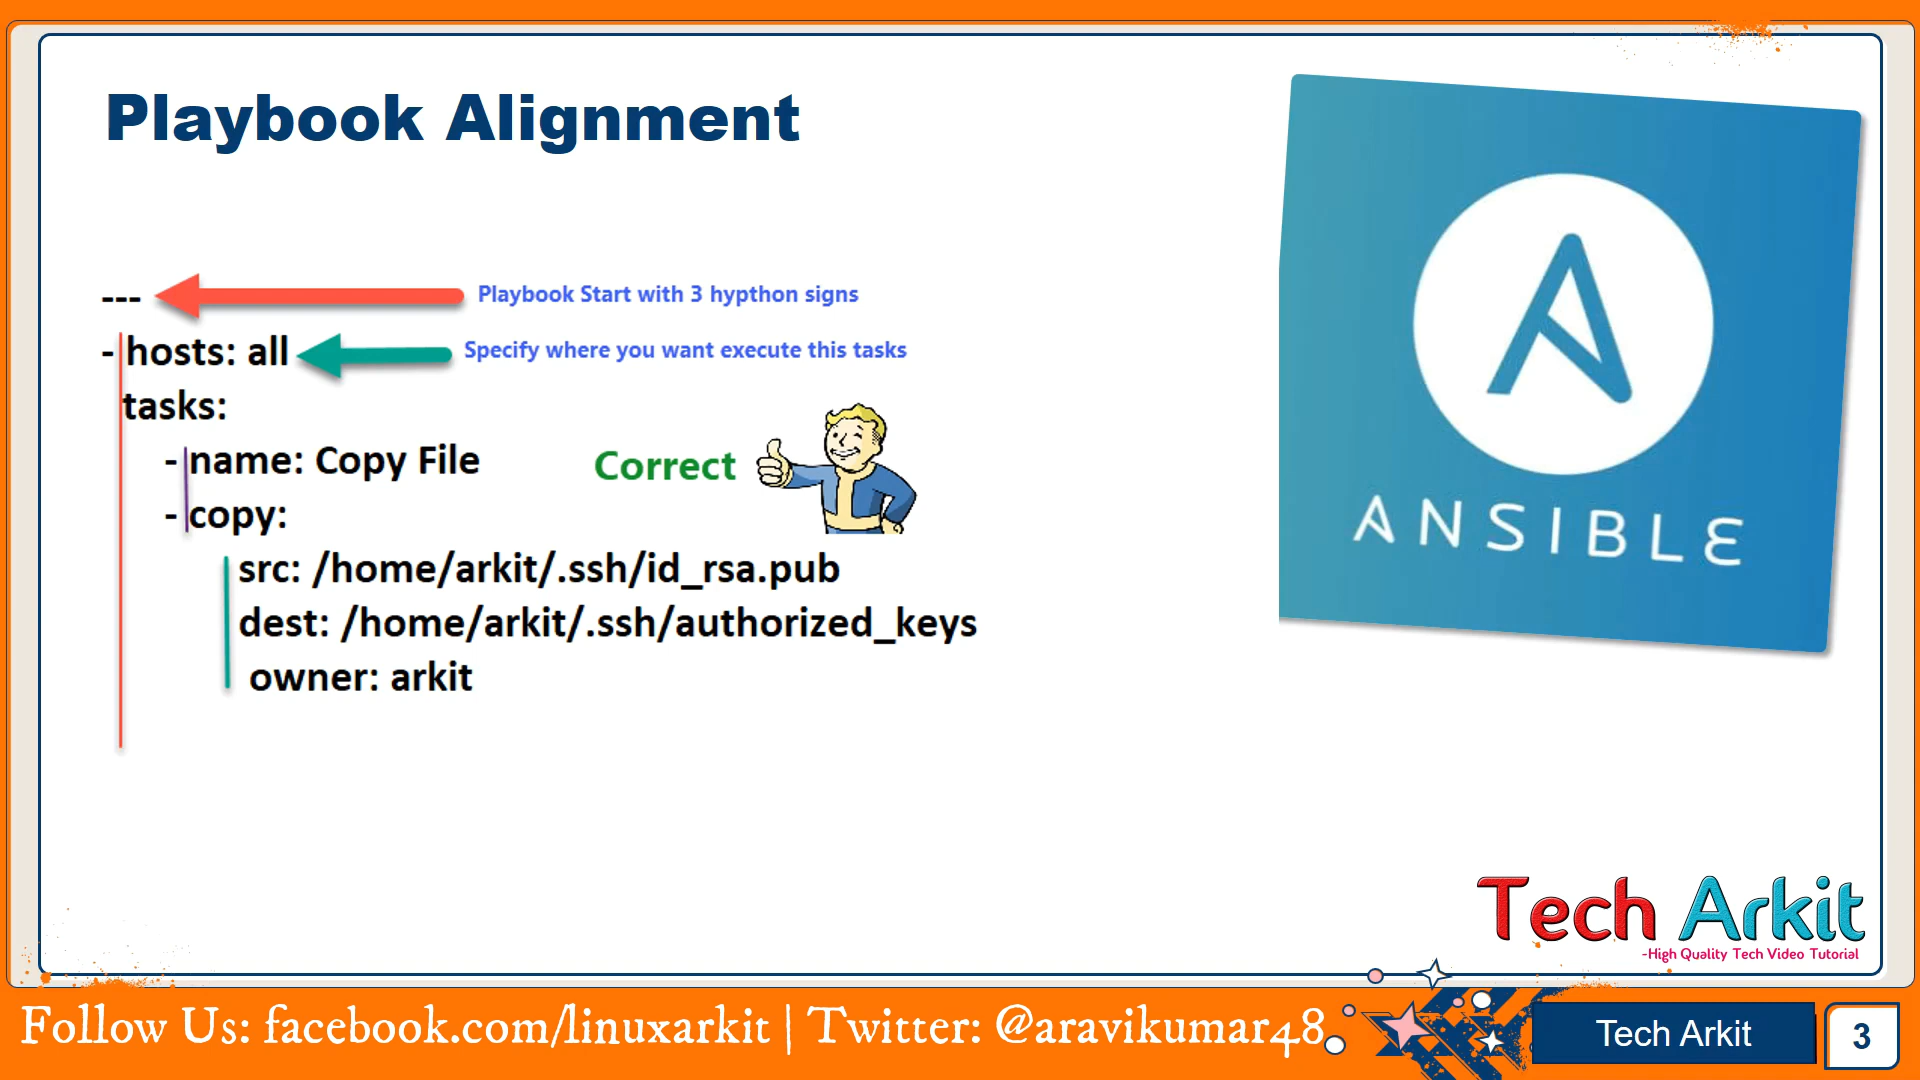 Playbook Alignment
---
Playbook Start with 3 hypthon signs
- hosts: all
Specify where you want execute this tasks
tasks:
- name: Copy File
Correct
- copy:
src: /home/arkit/.ssh/id_rsa.pub
dest: /home/arkit/.ssh/authorized_keys
owner: arkit
ANSIBLE
Tech Arkit
-High Quality Tech Video Tutorial
Follow Us: facebook.com/linuxarkit | Twitter: @aravikumar48
Tech Arkit
3